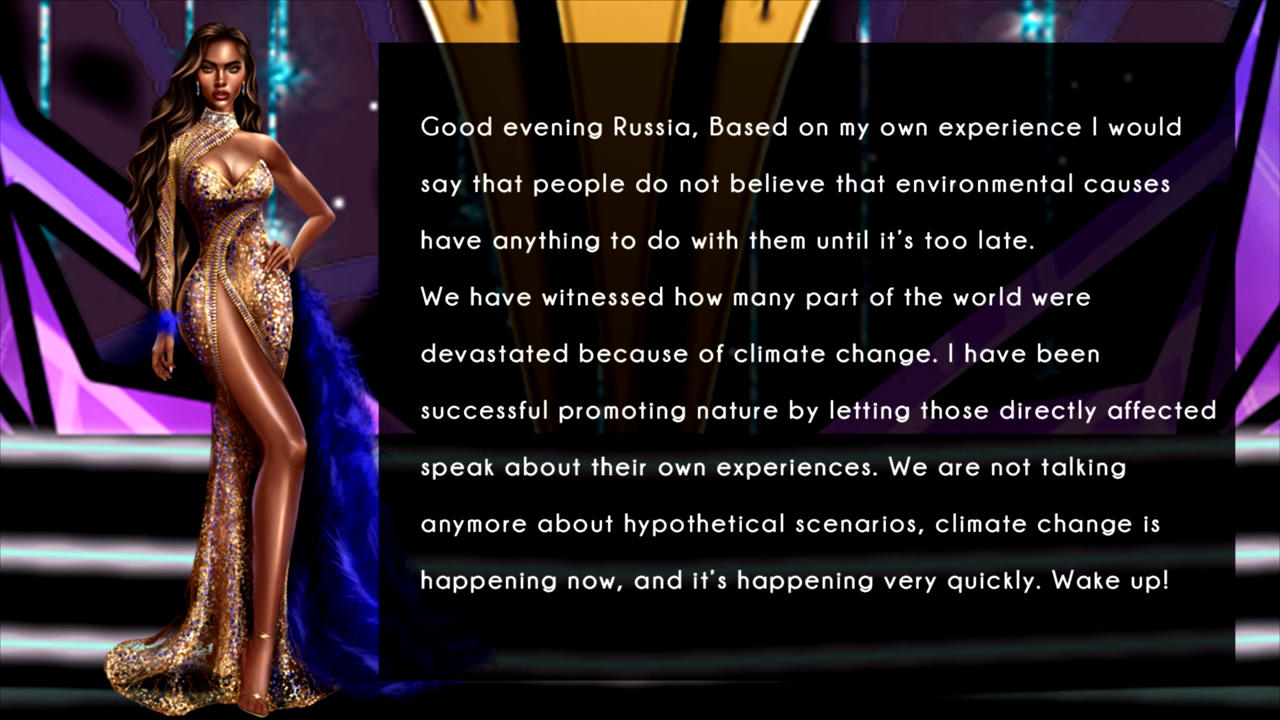 Good evening Russia, Based on my own experience I would
say that people do not believe that environmental causes
have anything to do with them until it's too late.
We have witnessed how many part of the world were
devastated because of climate change. I have been
successful promoting nature by letting those directly affected
speak about their own experiences. We are not talking
anymore about hypothetical scenarios, climate change is
happening now, and it's happening very quickly. Wake up!